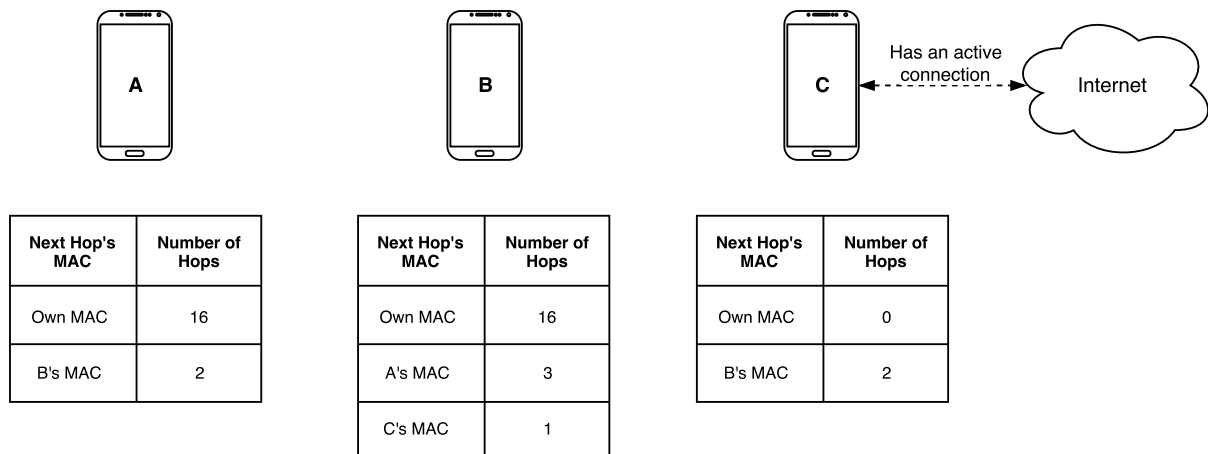 A
B
C
Has an active
connection
Internet
Next Hop's
MAC
Number of
Hops
Own MAC
16
B's MAC
2
Next Hop's
MAC
Number of
Hops
Own MAC
16
A's MAC
3
C's MAC
1
Next Hop's
MAC
Number of
Hops
Own MAC
0
B's MAC
2